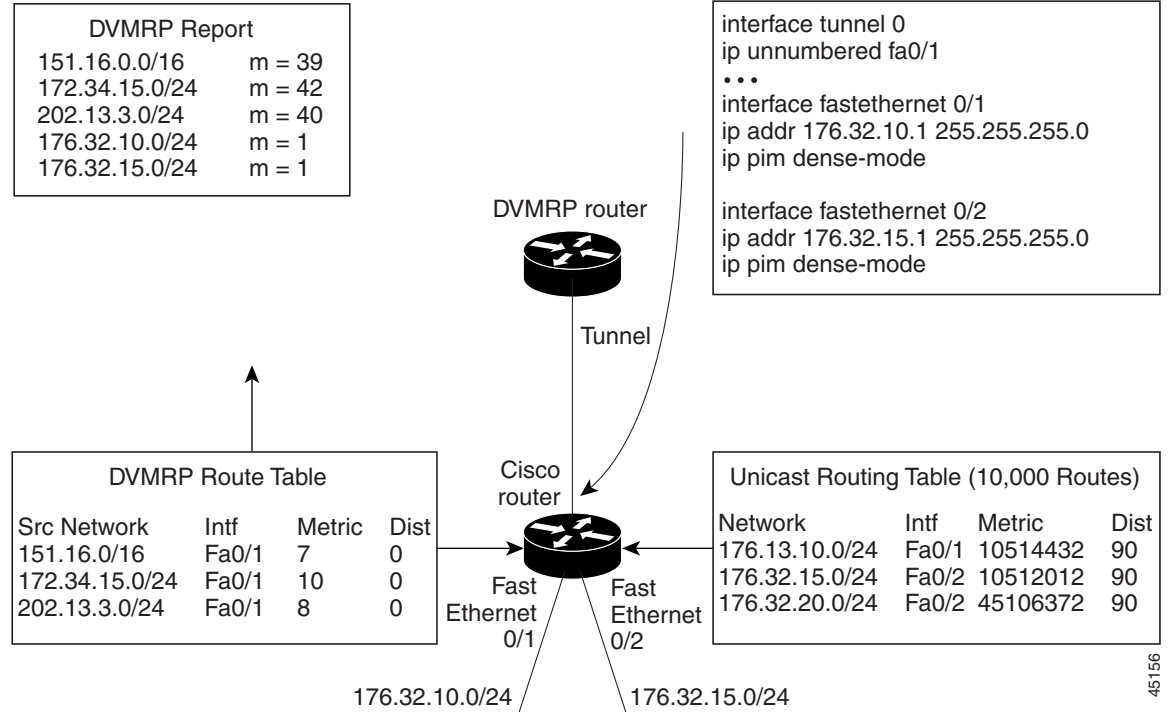 DVMRP Report
151.16.0.0/16 m = 39
172.34.15.0/24 m = 42
202.13.3.0/24 m = 40
176.32.10.0/24 m = 1
176.32.15.0/24 m = 1
interface tunnel 0
ip unnumbered fa0/1
• • •
interface fastethernet 0/1
ip addr 176.32.10.1 255.255.255.0
ip pim dense-mode
interface fastethernet 0/2
ip addr 176.32.15.1 255.255.255.0
ip pim dense-mode
DVMRP router
Tunnel
DVMRP Route Table
Src Network Intf Metric Dist
151.16.0/16 Fa0/1 7 0
172.34.15.0/24 Fa0/1 10 0
202.13.3.0/24 Fa0/1 8 0
Cisco
router
Fast
Ethernet
0/1
Fast
Ethernet
0/2
Unicast Routing Table (10,000 Routes)
Network Intf Metric Dist
176.13.10.0/24 Fa0/1 10514432 90
176.32.15.0/24 Fa0/2 10512012 90
176.32.20.0/24 Fa0/2 45106372 90
176.32.10.0/24
176.32.15.0/24
45156